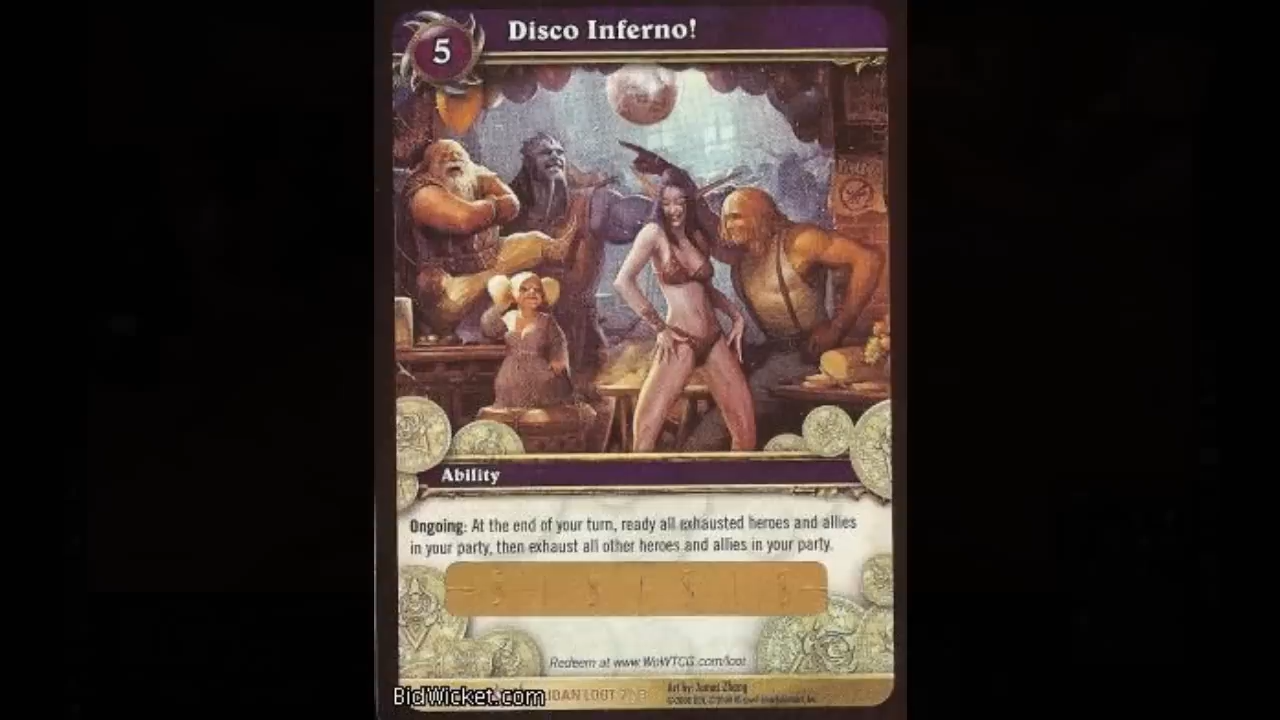 5
Disco Inferno!
Ability
Ongoing: At the end of your turn, ready all exhausted heroes and allies
in your party, then exhaust all other heroes and allies in your party.
Redeem at www.WoWTCG.com/loot
BidWicket.com
LOOT
Art by: James Zhang